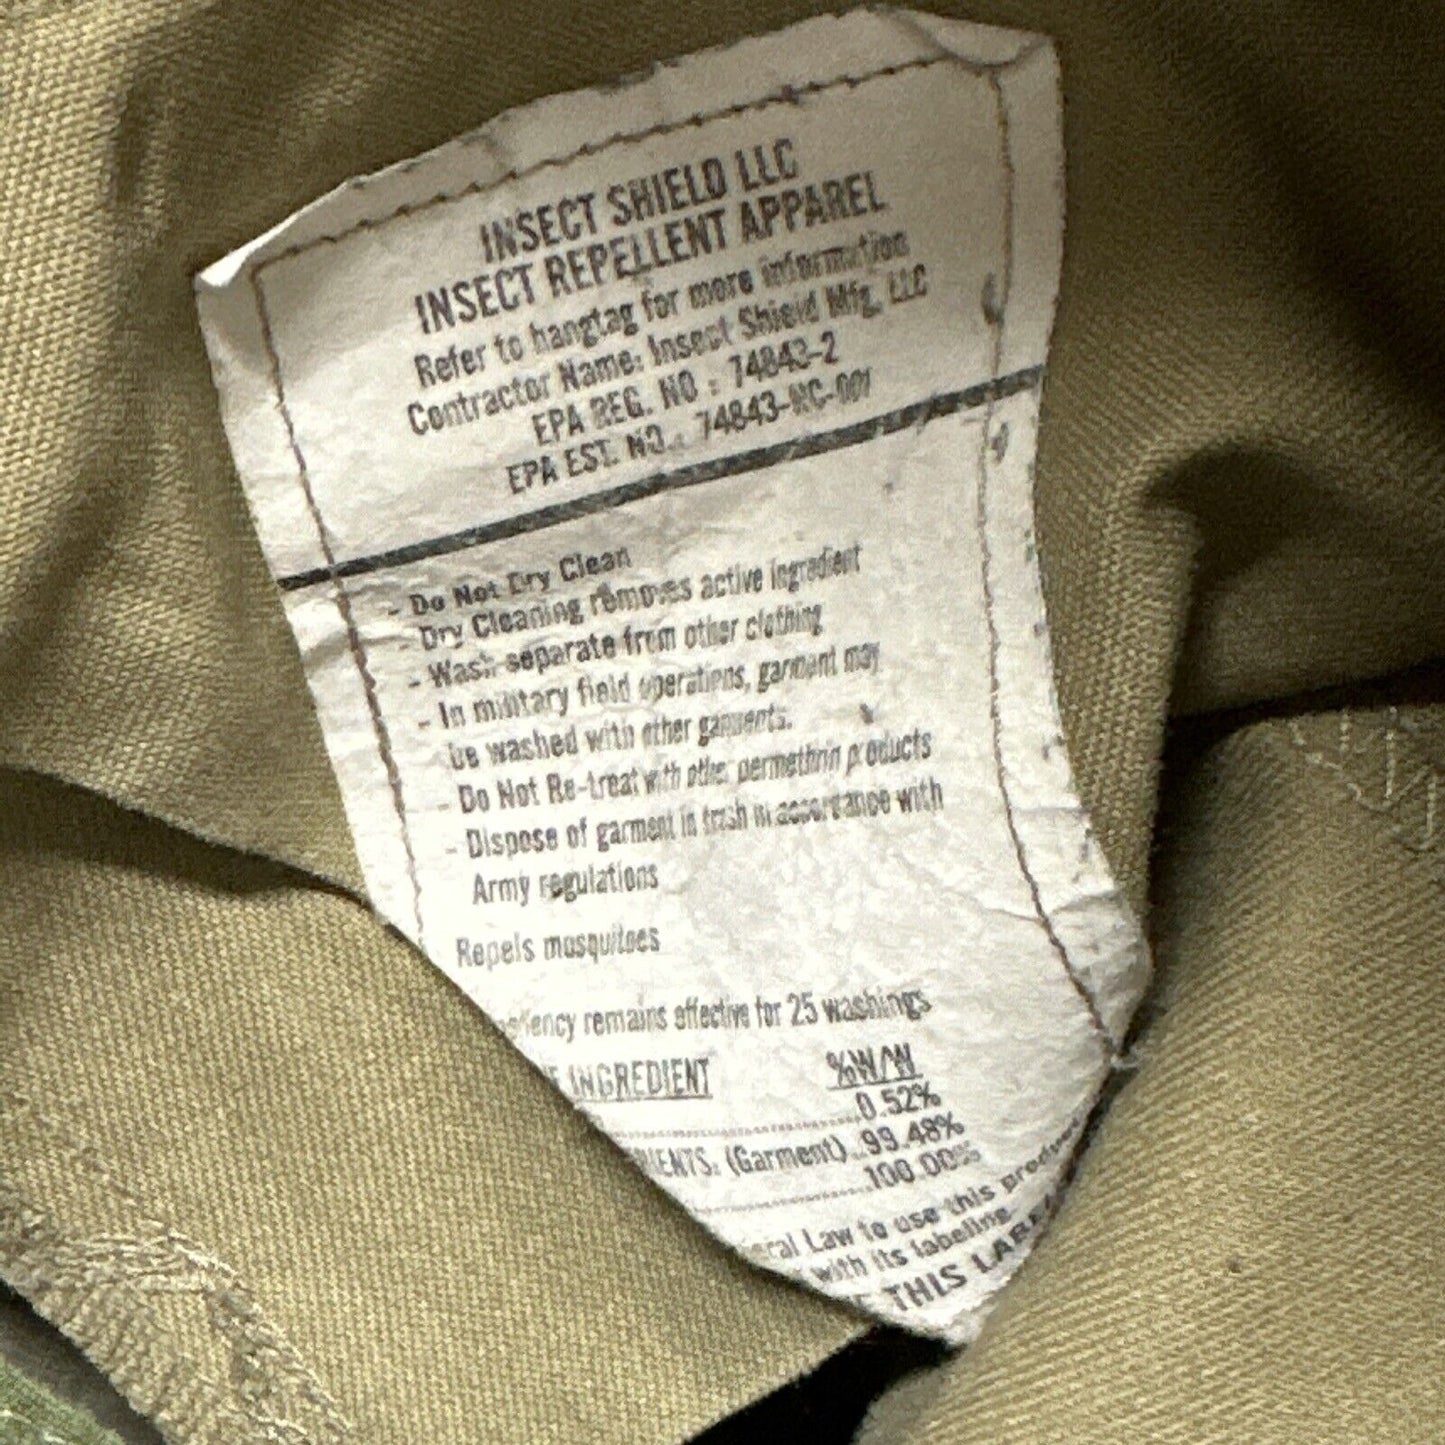 INSECT SHIELD LLC
INSECT REPELLENT APPAREL
Refer to hangtag for more information
Contractor Name: Insect Shield Mfg, LLC
EPA REG. NO : 74843-2
EPA EST. NO. : 74843-NC-001
- Do Not Dry Clean
- Dry Cleaning removes active ingredient
- Wash separate from other clothing
- In military field operations, garment may
be washed with other garments.
- Do Not Re-treat with other permethrin products
- Dispose of garment in trash in accordance with
Army regulations
Repels mosquitoes
remains effective for 25 washings
INGREDIENT %W/W
0.52%
(Garment) 99.48%
100.00%
Law to use this
with its labeling.
THIS LABEL